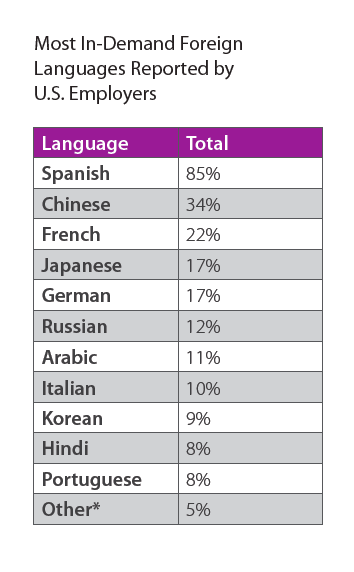 Most In-Demand Foreign
Languages Reported by
U.S. Employers
Language Total
Spanish 85%
Chinese 34%
French 22%
Japanese 17%
German 17%
Russian 12%
Arabic 11%
Italian 10%
Korean 9%
Hindi 8%
Portuguese 8%
Other* 5%